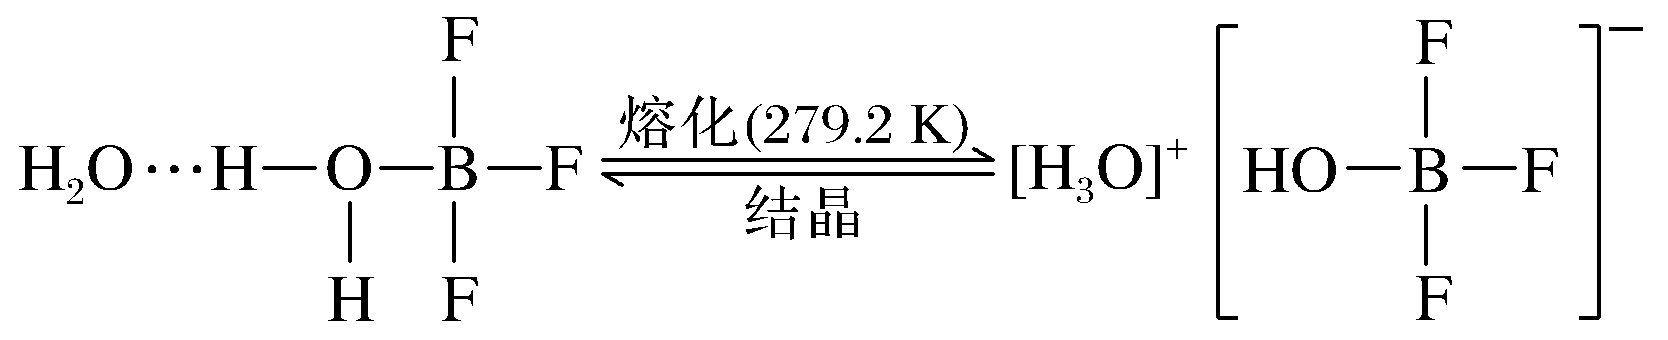 F F
熔化(279.2 K)
H₂O···H—O—B—F ⇌ [H₃O]⁺ [HO—B—F]⁻
结晶
H F F